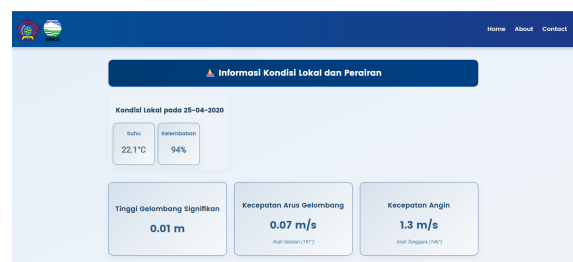 Home About Contact
Informasi Kondisi Lokal dan Perairan
Kondisi Lokal pada 25-04-2020
Suhu Kelembaban
22.1°C 94%
Tinggi Gelombang Signifikan
0.01 m
Kecepatan Arus Gelombang
0.07 m/s
Arah Selatan (191°)
Kecepatan Angin
1.3 m/s
Arah Tenggara (146°)